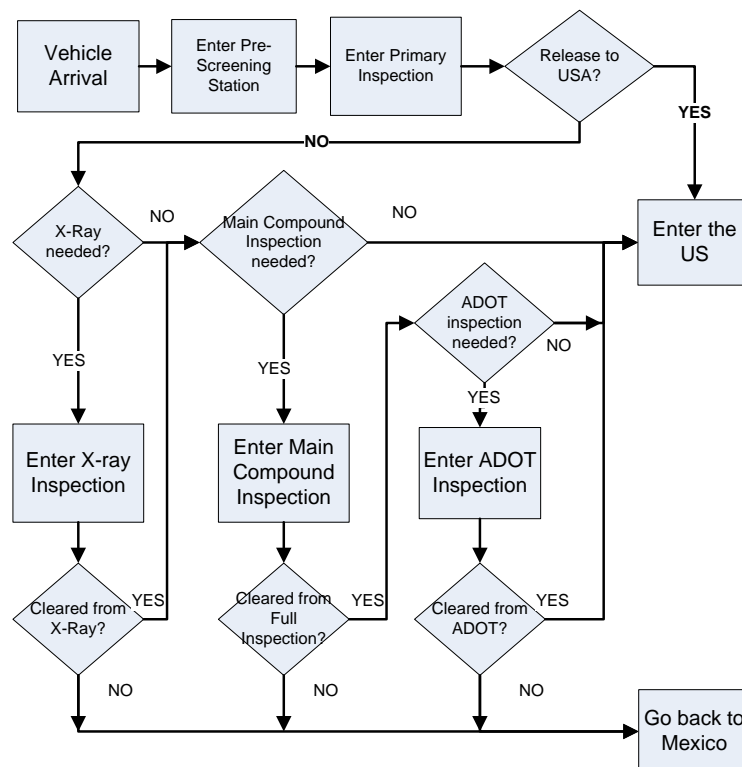 Vehicle
Arrival
Enter Pre-
Screening
Station
Enter Primary
Inspection
Release to
USA?
YES
NO
X-Ray
needed?
NO
Main Compound
Inspection
needed?
NO
Enter the
US
ADOT
inspection
needed?
NO
YES
YES
YES
Enter X-ray
Inspection
Enter Main
Compound
Inspection
Enter ADOT
Inspection
Cleared from
X-Ray?
YES
Cleared from
Full
Inspection?
YES
Cleared from
ADOT?
YES
NO
NO
NO
Go back to
Mexico